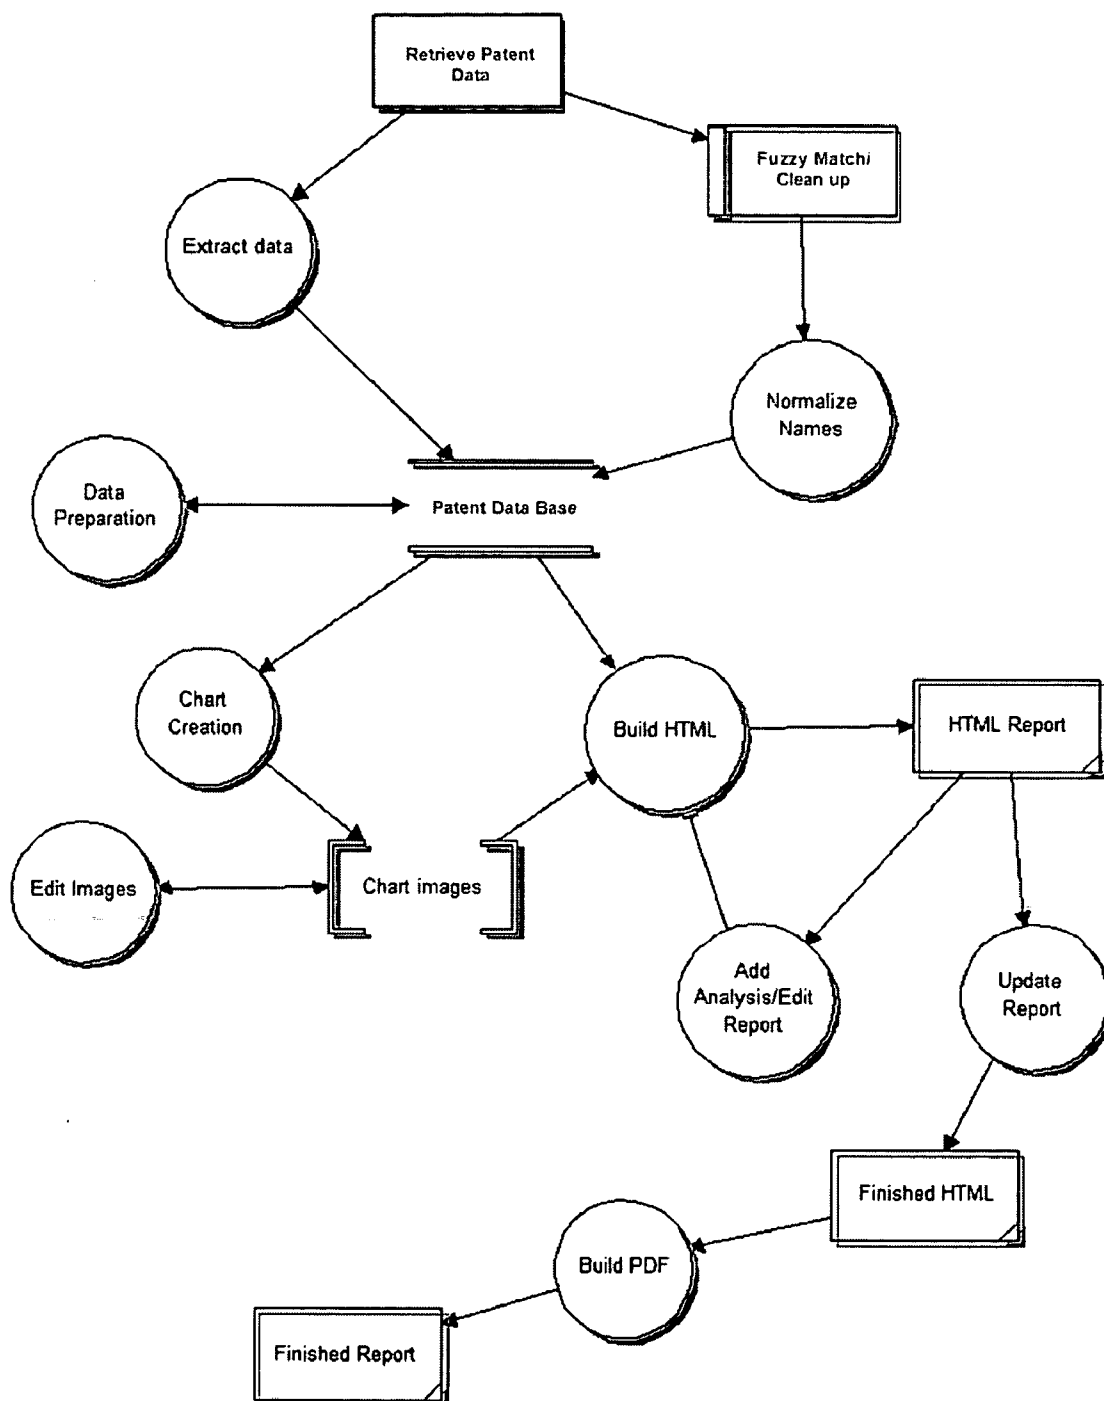 Retrieve Patent
Data
Fuzzy Match/
Clean up
Extract data
Normalize
Names
Data
Preparation
Patent Data Base
Chart
Creation
Build HTML
HTML Report
Edit Images
Chart images
Add
Analysis/Edit
Report
Update
Report
Finished HTML
Build PDF
Finished Report